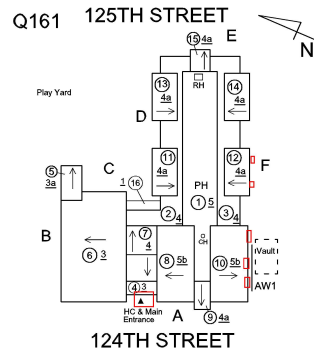 Q161
125TH STREET
N
15 4a
E
RH
13
4a
14
4a
Play Yard
D
11
4a
12
4a
F
C
5
3a
1 16
PH
1 5
2
4
3
4
B
6 3
7
4
CH
8 5b
10 5b
Vault
AW1
4 3
HC & Main
Entrance
A
9 4a
124TH STREET